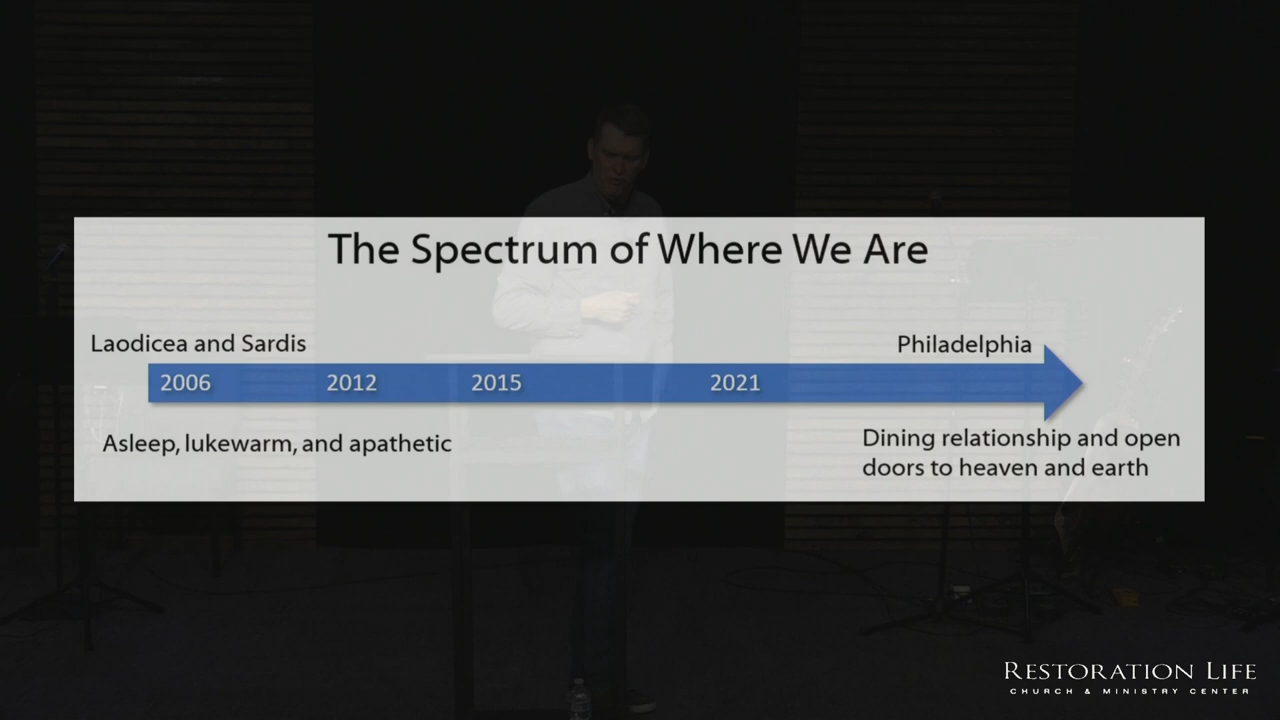 The Spectrum of Where We Are
Laodicea and Sardis
Philadelphia
2006 2012 2015 2021
Asleep, lukewarm, and apathetic
Dining relationship and open
doors to heaven and earth
RESTORATION LIFE
CHURCH & MINISTRY CENTER